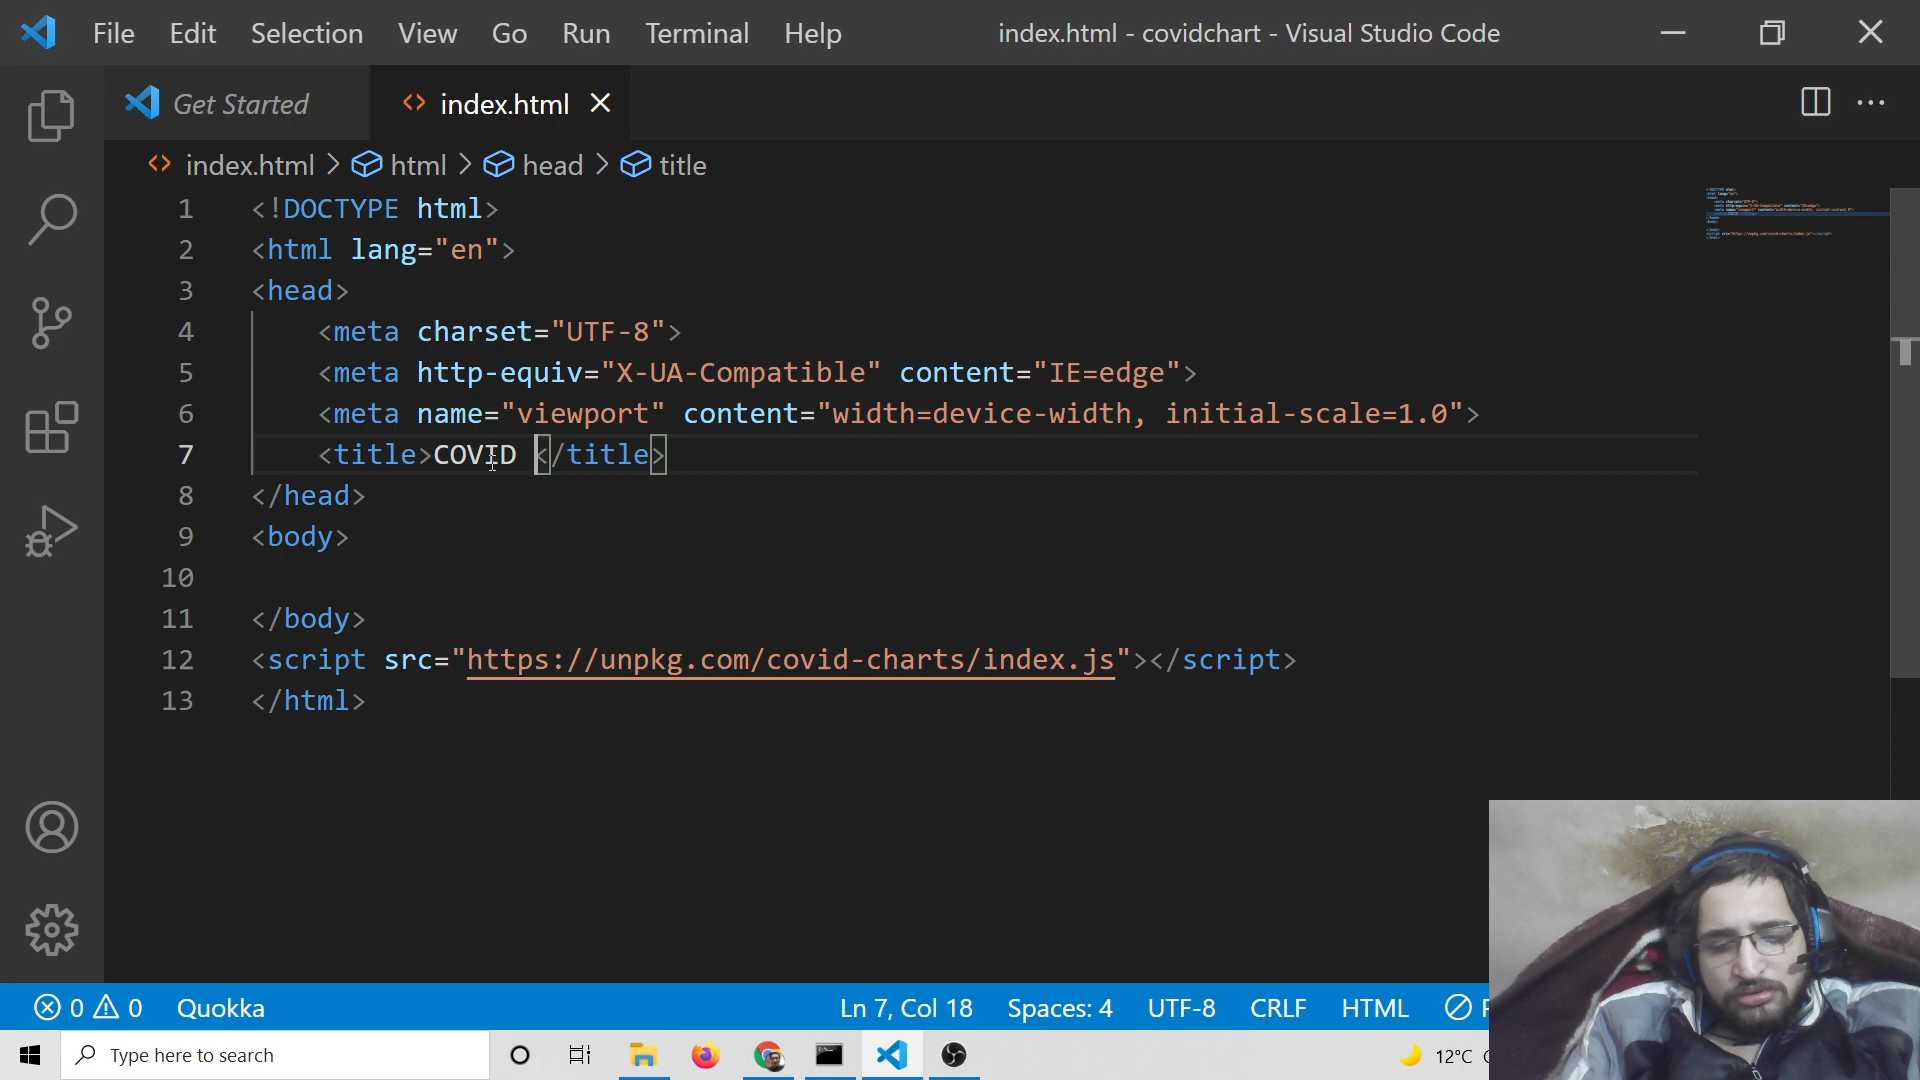 File Edit Selection View Go Run Terminal Help index.html - covidchart - Visual Studio Code
Get Started index.html
index.html > html > head > title
1 <!DOCTYPE html>
2 <html lang="en">
3 <head>
4 <meta charset="UTF-8">
5 <meta http-equiv="X-UA-Compatible" content="IE=edge">
6 <meta name="viewport" content="width=device-width, initial-scale=1.0">
7 <title>COVID </title>
8 </head>
9 <body>
10
11 </body>
12 <script src="https://unpkg.com/covid-charts/index.js"></script>
13 </html>
0 0 Quokka Ln 7, Col 18 Spaces: 4 UTF-8 CRLF HTML
Type here to search 12°C